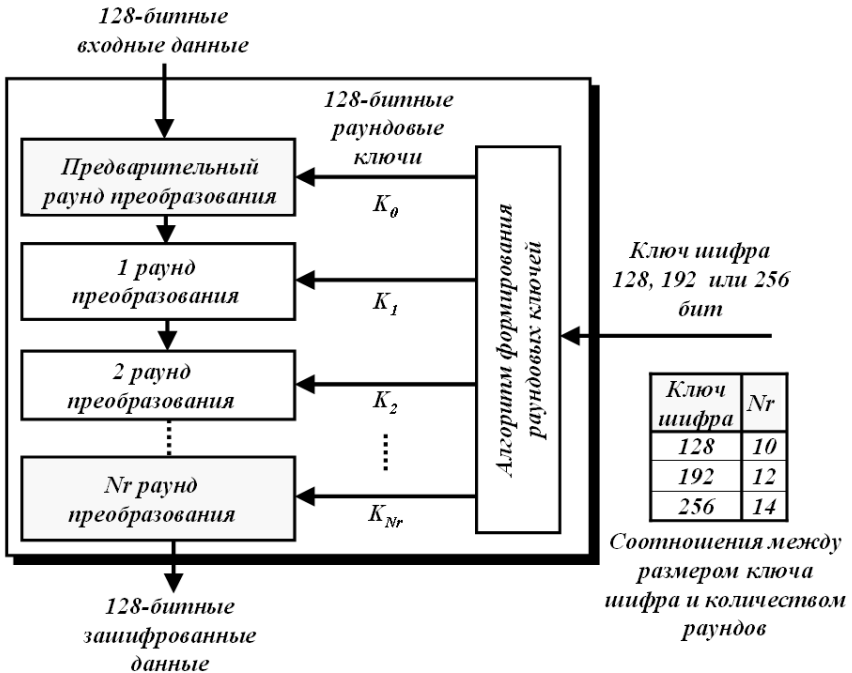 128-битные
входные данные
128-битные
раундовые
ключи
Предварительный
раунд преобразования
K0
1 раунд
преобразования
K1
2 раунд
преобразования
K2
Nr раунд
преобразования
KNr
Алгоритм формирования
раундовых ключей
Ключ шифра
128, 192 или 256
бит
Ключ
шифра
Nr
128 10
192 12
256 14
Соотношения между
размером ключа
шифра и количеством
раундов
128-битные
зашифрованные
данные